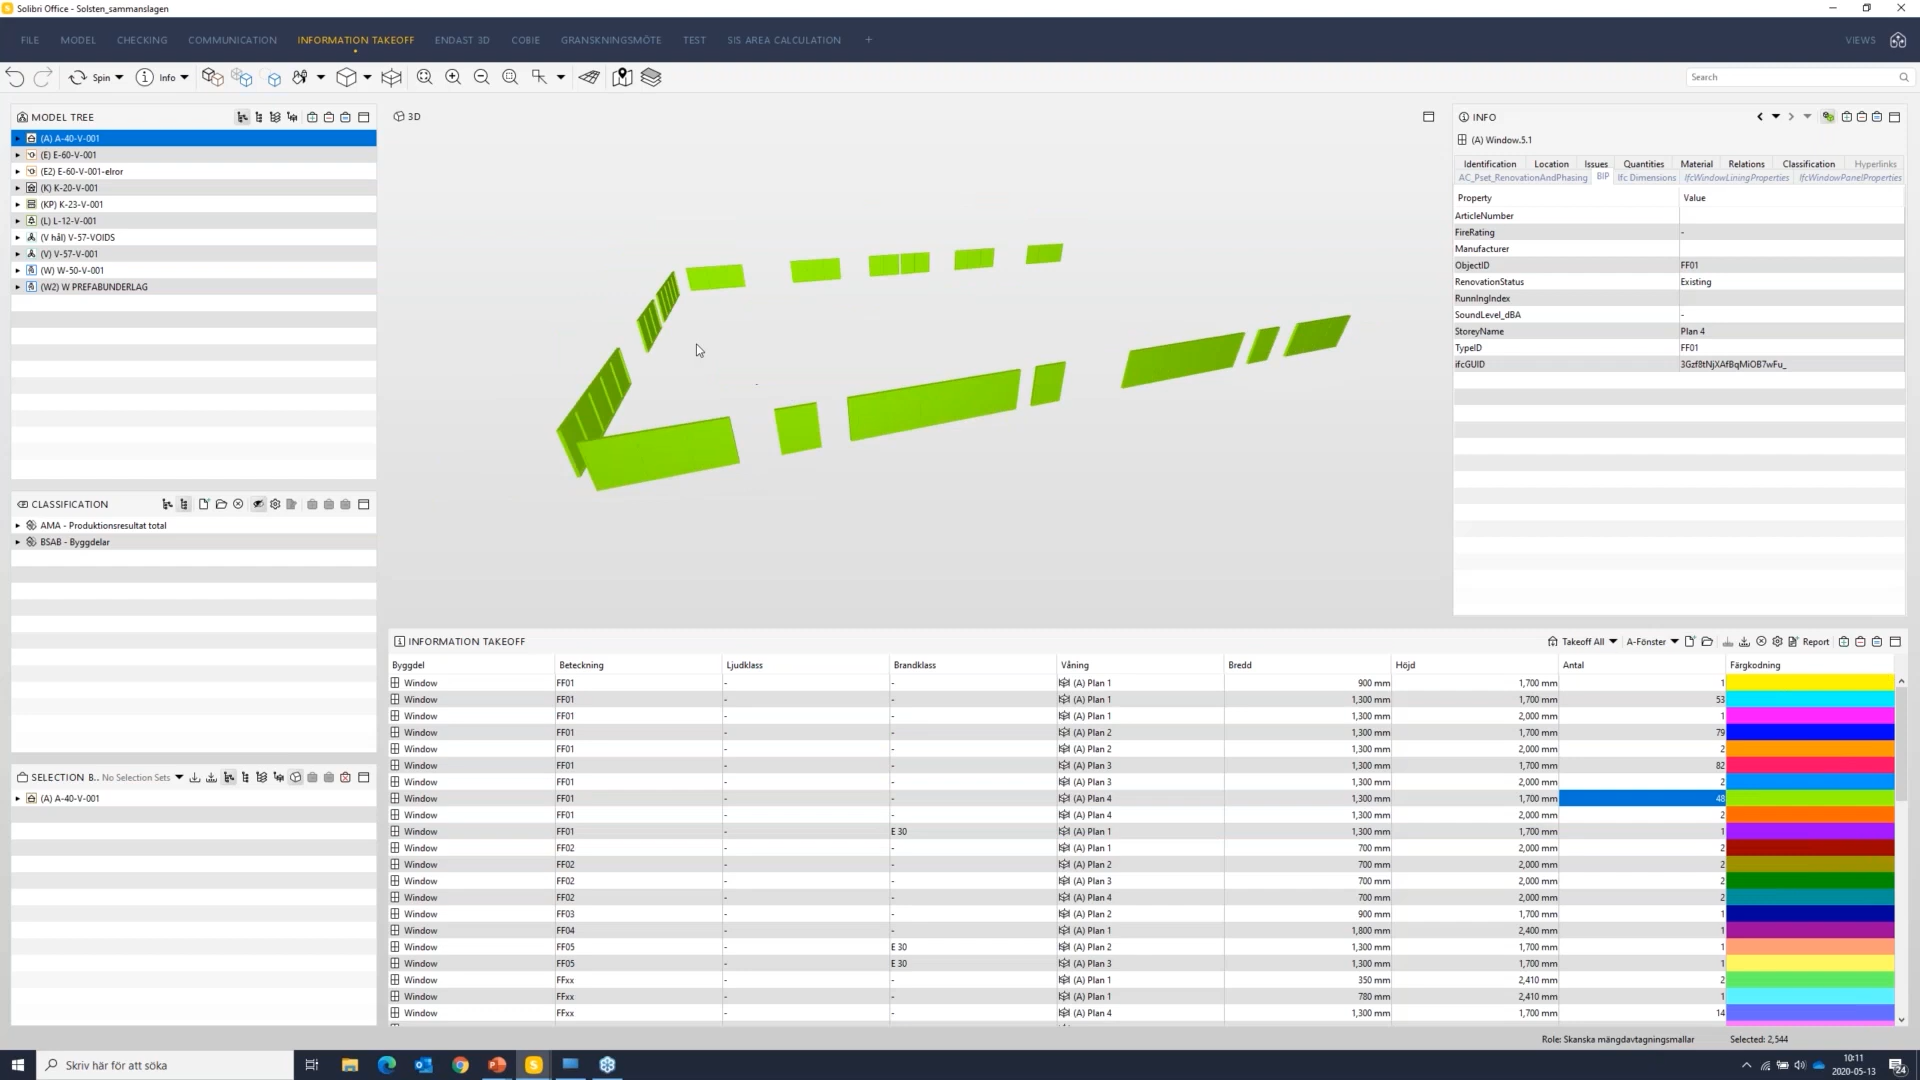 Solibri Office - Solsten_sammanslagen
FILE MODEL CHECKING COMMUNICATION INFORMATION TAKEOFF ENDAST 3D COBIE GRANSKNINGSMÖTE TEST SIS AREA CALCULATION + VIEWS
Spin Info Search
MODEL TREE
(A) A-40-V-001
(E) E-60-V-001
(E2) E-60-V-001-elror
(K) K-20-V-001
(KP) K-23-V-001
(L) L-12-V-001
(V hål) V-57-VOIDS
(V) V-57-V-001
(W) W-50-V-001
(W2) W PREFABUNDERLAG
CLASSIFICATION
AMA - Produktionsresultat total
BSAB - Byggdelar
SELECTION B.. No Selection Sets
(A) A-40-V-001
3D
INFO
(A) Window.5.1
Identification Location Issues Quantities Material Relations Classification Hyperlinks
AC_Pset_RenovationAndPhasing BIP Ifc Dimensions IfcWindowLiningProperties IfcWindowPanelProperties
Property Value
ArticleNumber
FireRating -
Manufacturer
ObjectID FF01
RenovationStatus Existing
RunningIndex
SoundLevel_dBA -
StoreyName Plan 4
TypeID FF01
ifcGUID 3Gzf8tNjXAfBqMiOB7wFu_
INFORMATION TAKEOFF Takeoff All A-Fönster Report
Byggdel Beteckning Ljudklass Brandklass Våning Bredd Höjd Antal Färgkodning
Window FF01 - - (A) Plan 1 900 mm 1,700 mm 1
Window FF01 - - (A) Plan 1 1,300 mm 1,700 mm 53
Window FF01 - - (A) Plan 1 1,300 mm 2,000 mm 1
Window FF01 - - (A) Plan 2 1,300 mm 1,700 mm 79
Window FF01 - - (A) Plan 2 1,300 mm 2,000 mm 2
Window FF01 - - (A) Plan 3 1,300 mm 1,700 mm 82
Window FF01 - - (A) Plan 3 1,300 mm 2,000 mm 2
Window FF01 - - (A) Plan 4 1,300 mm 1,700 mm 48
Window FF01 - - (A) Plan 4 1,300 mm 2,000 mm 2
Window FF01 - E 30 (A) Plan 1 1,300 mm 1,700 mm 1
Window FF02 - - (A) Plan 1 700 mm 2,000 mm 2
Window FF02 - - (A) Plan 2 700 mm 2,000 mm 2
Window FF02 - - (A) Plan 3 700 mm 2,000 mm 2
Window FF02 - - (A) Plan 4 700 mm 2,000 mm 2
Window FF03 - - (A) Plan 2 900 mm 1,700 mm 1
Window FF04 - - (A) Plan 1 1,800 mm 2,400 mm 1
Window FF05 - E 30 (A) Plan 2 1,300 mm 1,700 mm 1
Window FF05 - E 30 (A) Plan 3 1,300 mm 1,700 mm 1
Window FFxx - - (A) Plan 1 350 mm 2,410 mm 2
Window FFxx - - (A) Plan 1 780 mm 2,410 mm 1
Window FFxx - - (A) Plan 4 1,300 mm 1,700 mm 14
Role: Skanska mängdavtagningsmallar Selected: 2,544
Skriv här för att söka
10:11
2020-05-13
24